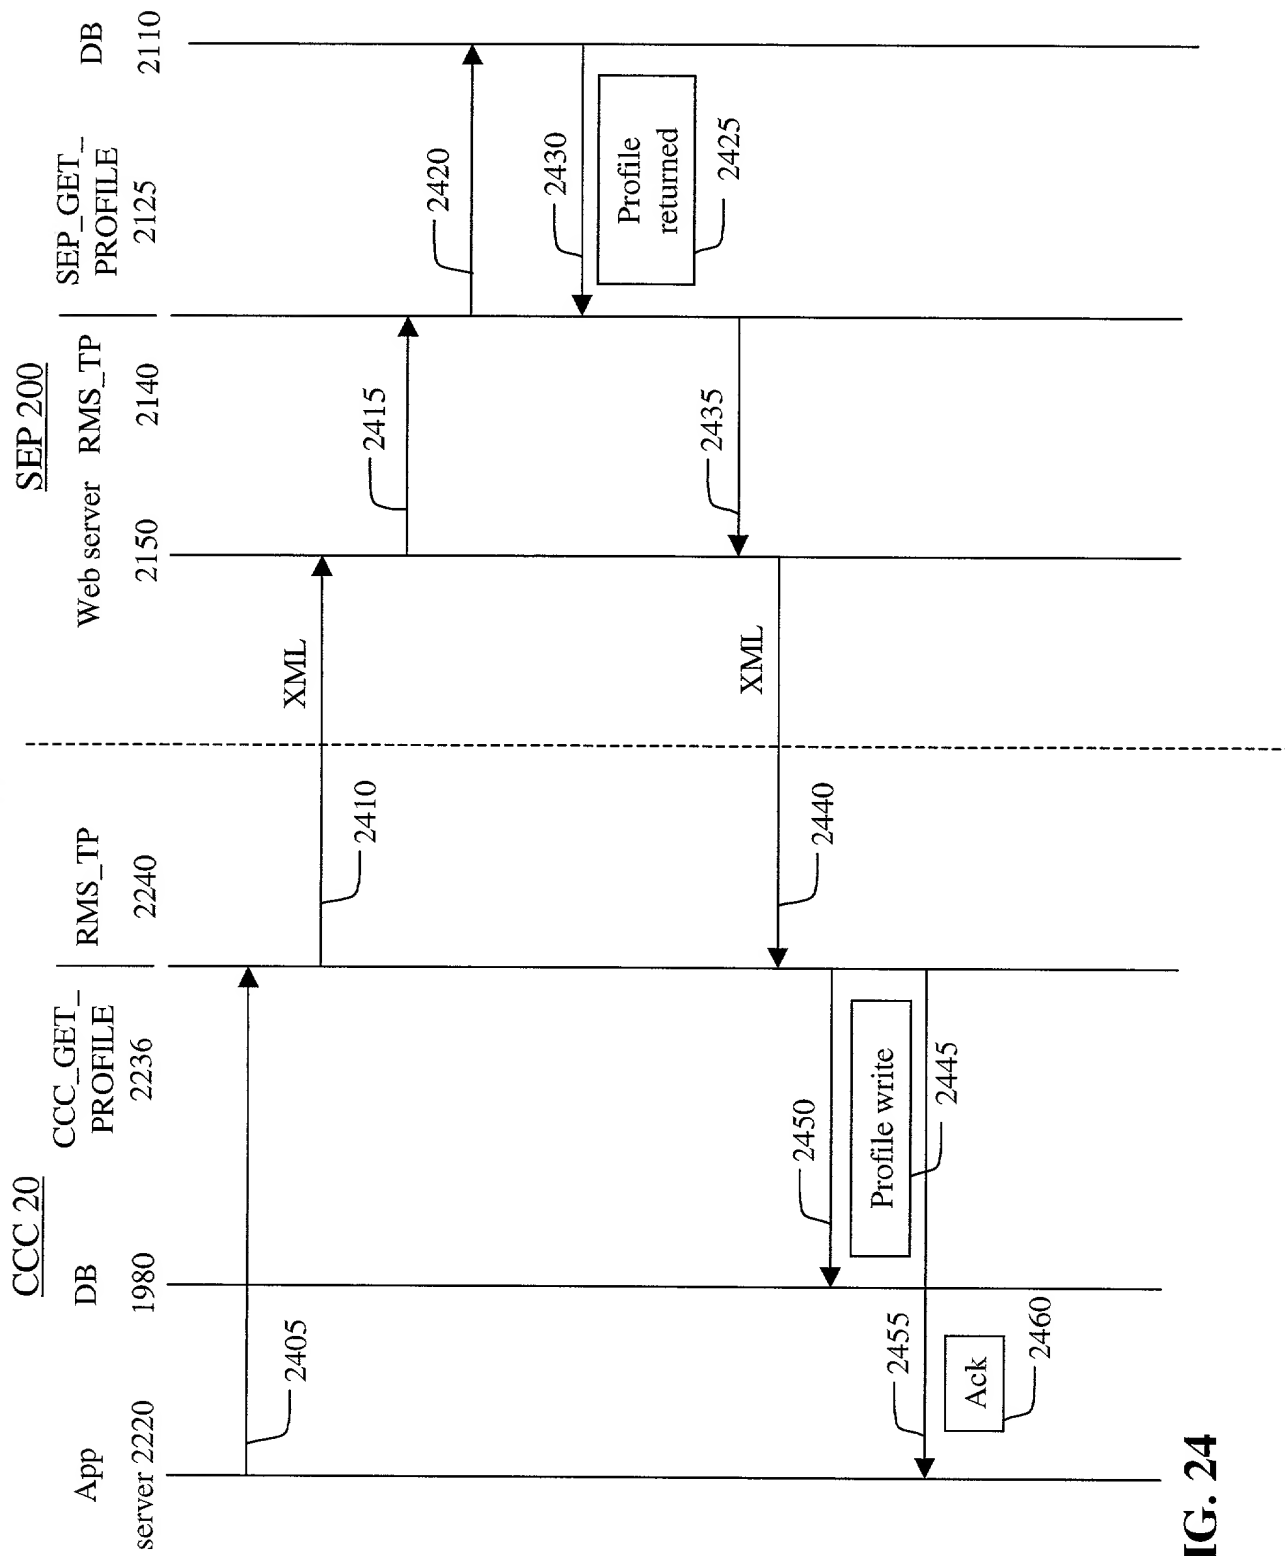 CCC 20
SEP 200
App
server 2220
DB
1980
CCC_GET_
PROFILE
2236
RMS_TP
2240
Web server
2150
RMS_TP
2140
SEP_GET_
PROFILE
2125
DB
2110
2405
XML
2410
2415
2420
2430
Profile
returned
2425
2435
XML
2440
2450
Profile write
2445
2455
Ack
2460
IG. 24